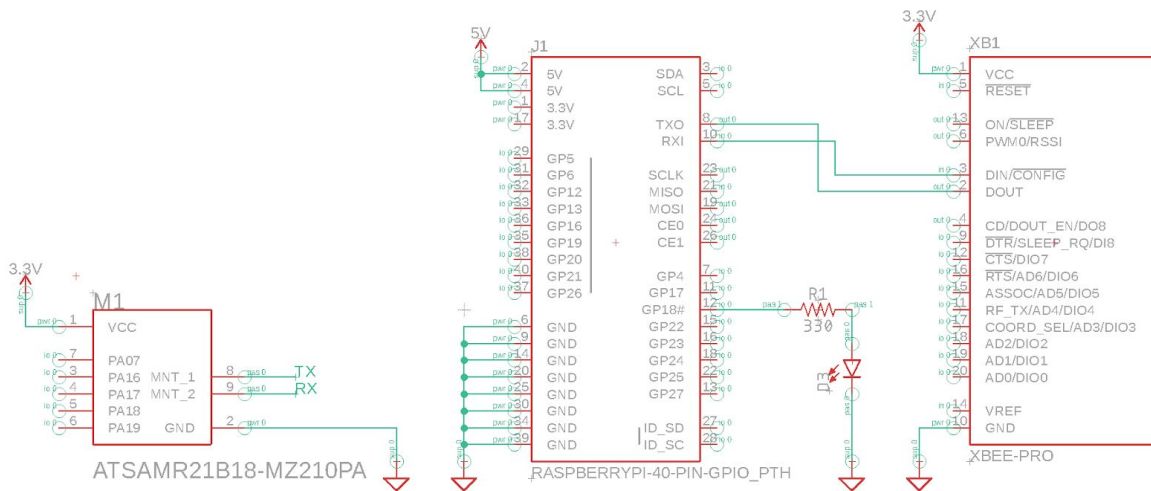 3.3V
M1
1 VCC
7 PA07
3 PA16 MNT_1 8 TX
4 PA17 MNT_2 9 RX
5 PA18
6 PA19 GND 2
ATSAMR21B18-MZ210PA
5V
J1
2 5V SDA 3
4 5V SCL 5
1 3.3V
17 3.3V TXO 8
RXI 10
29 GP5
31 GP6 SCLK 23
32 GP12 MISO 21
33 GP13 MOSI 19
36 GP16 CE0 24
35 GP19 CE1 26
38 GP20
40 GP21 GP4 7
37 GP26 GP17 11
GP18# 12
6 GND GP22 15
9 GND GP23 16
14 GND GP24 18
20 GND GP25 22
25 GND GP27 13
30 GND
34 GND ID_SD 27
39 GND ID_SC 28
RASPBERRYPI-40-PIN-GPIO_PTH
R1
330
D3
3.3V
XB1
1 VCC
5 RESET
13 ON/SLEEP
6 PWM0/RSSI
3 DIN/CONFIG
2 DOUT
4 CD/DOUT_EN/DO8
9 DTR/SLEEP_RQ/DI8
12 CTS/DIO7
16 RTS/AD6/DIO6
15 ASSOC/AD5/DIO5
11 RF_TX/AD4/DIO4
17 COORD_SEL/AD3/DIO3
18 AD2/DIO2
19 AD1/DIO1
20 AD0/DIO0
14 VREF
10 GND
XBEE-PRO